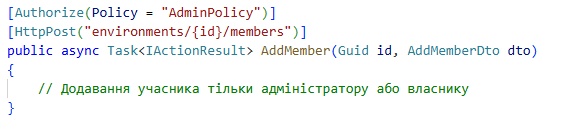 [Authorize(Policy = "AdminPolicy")]
[HttpPost("environments/{id}/members")]
public async Task<IActionResult> AddMember(Guid id, AddMemberDto dto)
{
    // Додавання учасника тільки адміністратору або власнику
}